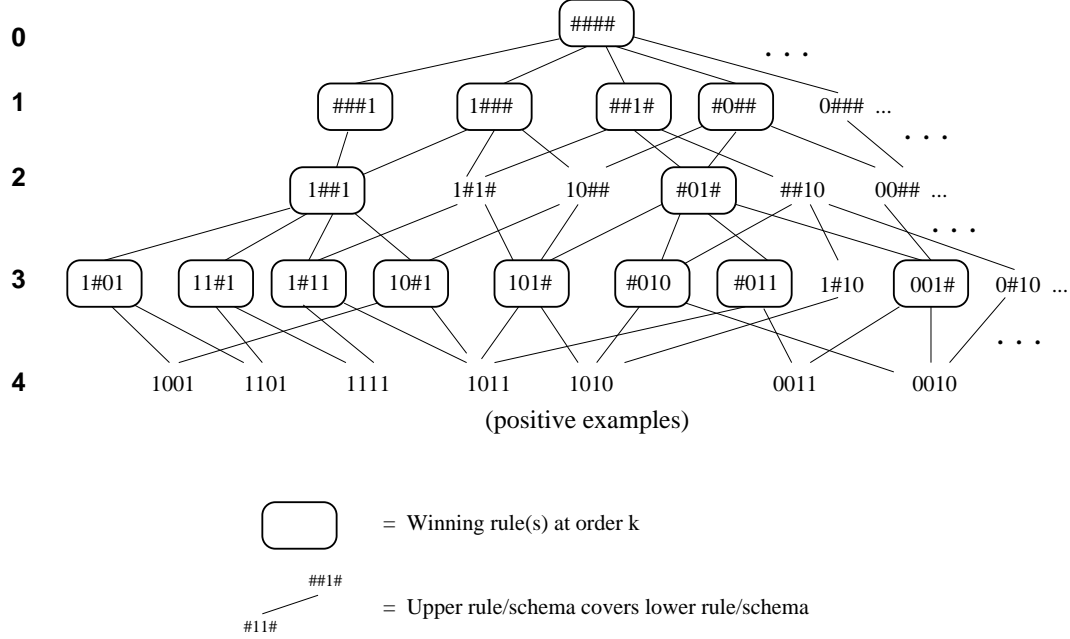 0 #### . . .
1 ###1 1### ##1# #0## 0### ... . . .
2 1##1 1#1# 10## #01# ##10 00## ... . . .
3 1#01 11#1 1#11 10#1 101# #010 #011 1#10 001# 0#10 ... . . .
4 1001 1101 1111 1011 1010 0011 0010
(positive examples)
= Winning rule(s) at order k
##1#
= Upper rule/schema covers lower rule/schema
#11#